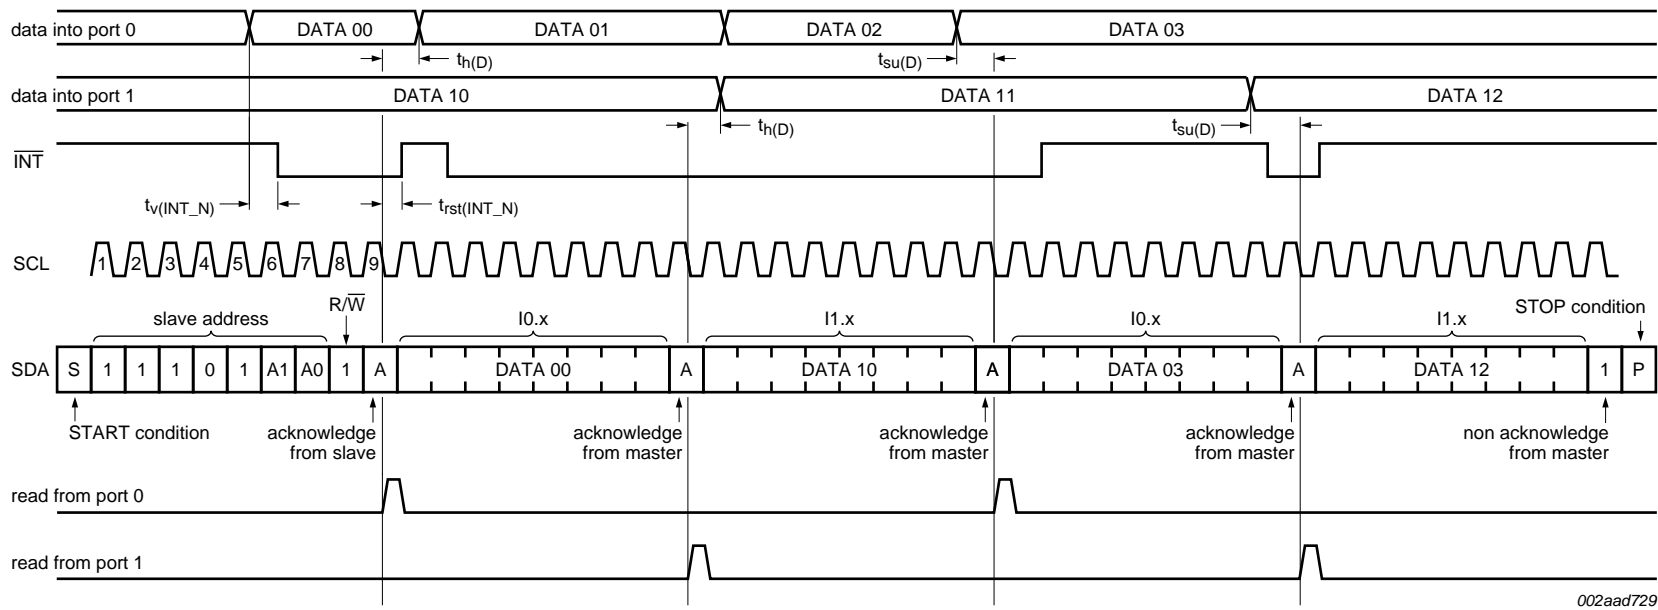 data into port 0 DATA 00 DATA 01 DATA 02 DATA 03
th(D) tsu(D)
data into port 1 DATA 10 DATA 11 DATA 12
th(D) tsu(D)
INT
tv(INT_N) trst(INT_N)
SCL 1 2 3 4 5 6 7 8 9
R/W STOP condition
slave address I0.x I1.x I0.x I1.x
SDA S 1 1 1 0 1 A1 A0 1 A DATA 00 A DATA 10 A DATA 03 A DATA 12 1 P
START condition acknowledge acknowledge acknowledge acknowledge non acknowledge
from slave from master from master from master from master
read from port 0
read from port 1
002aad729